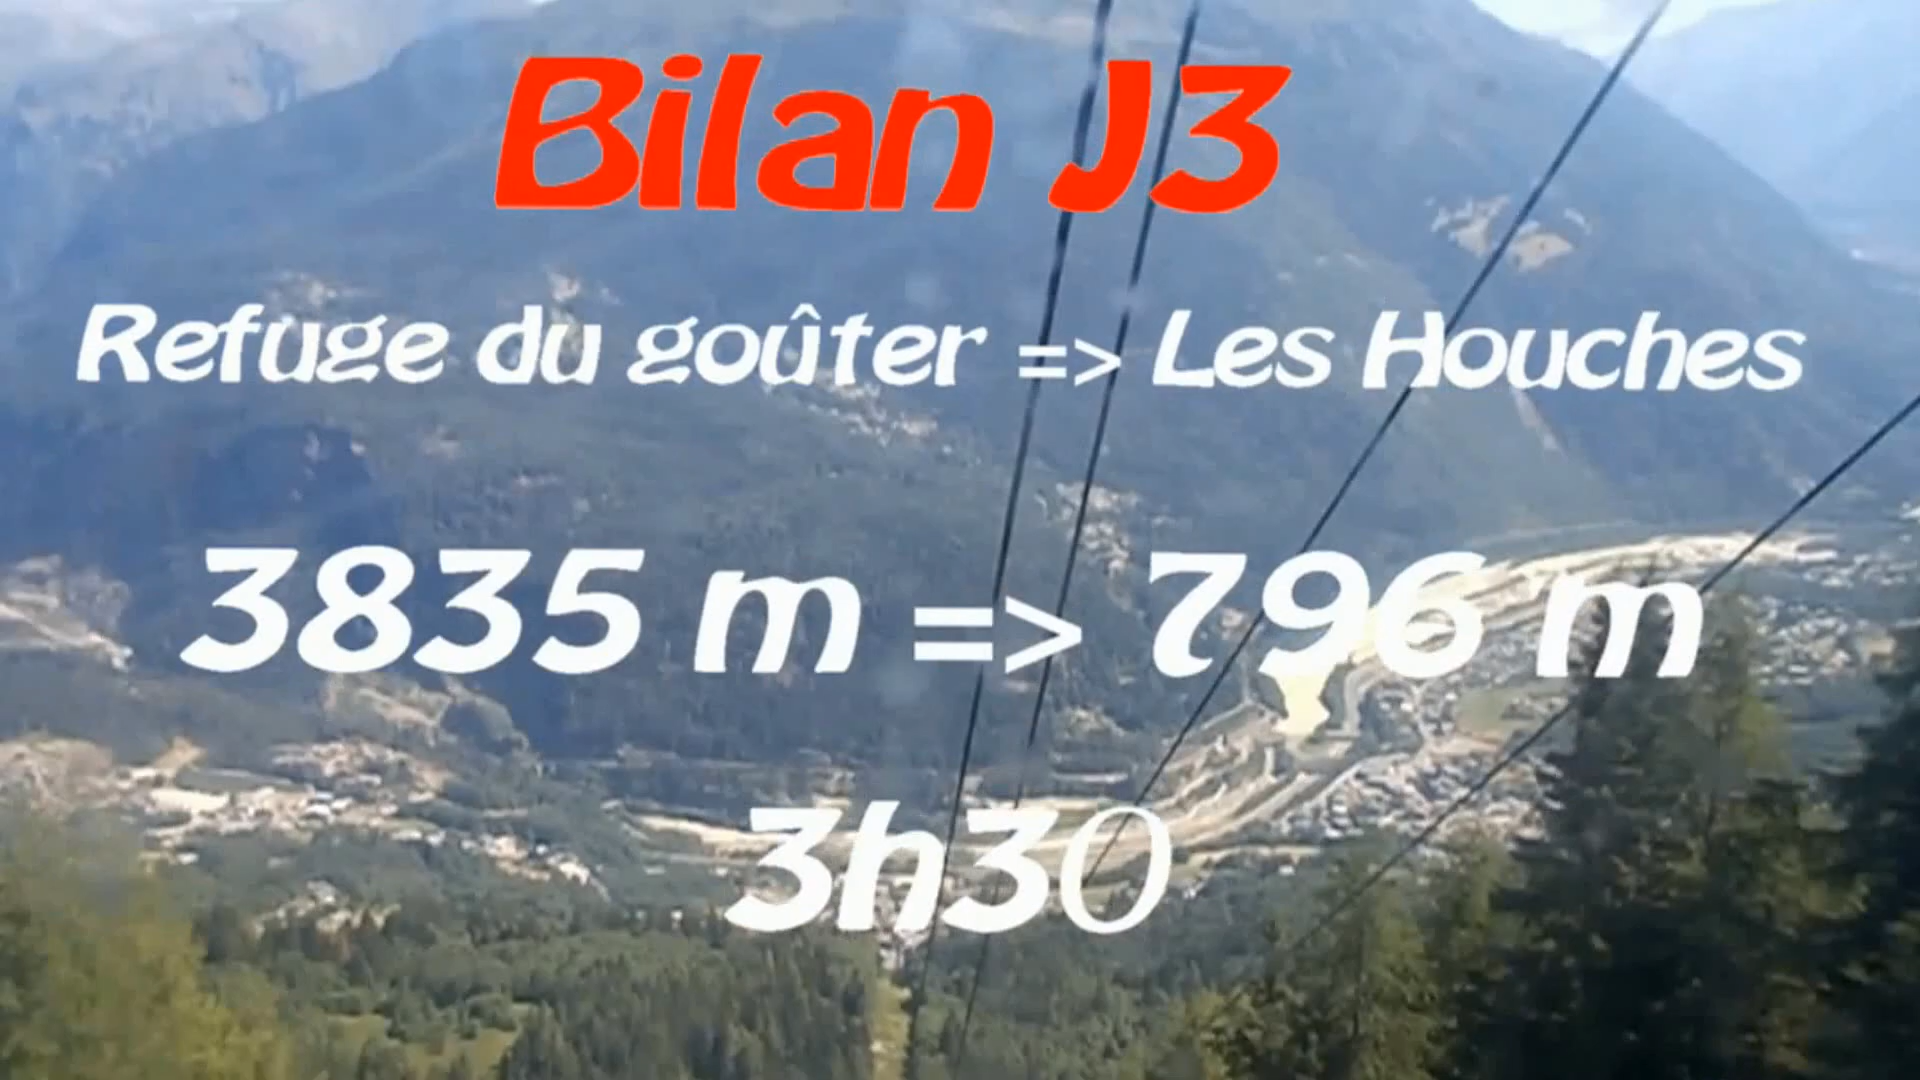 Bilan J3
Refuge du goûter => Les Houches
3835 m => 796 m
3h30